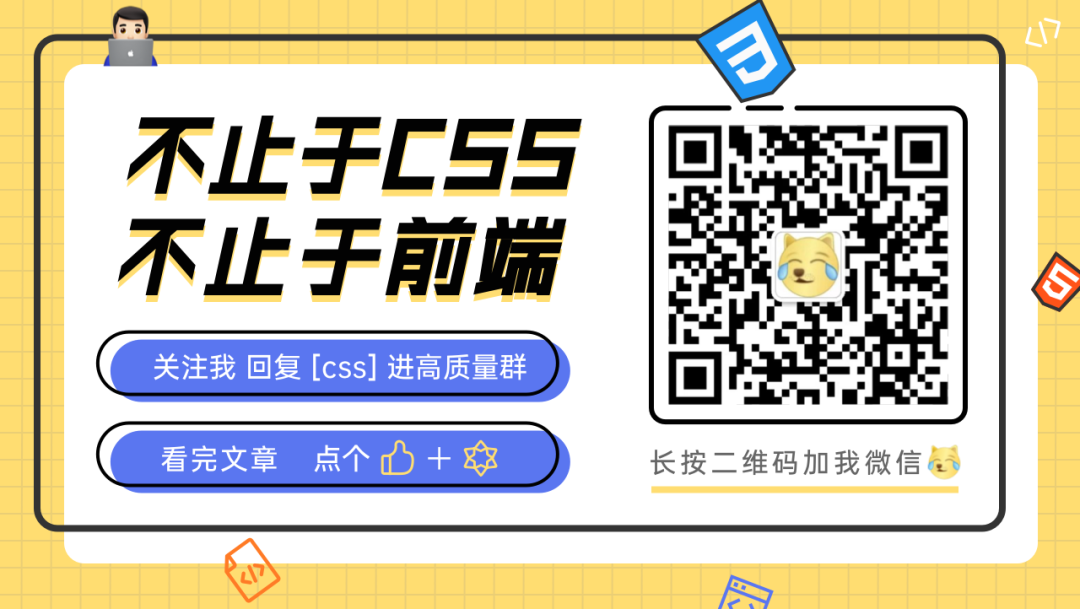 不止于CSS
不止于前端
关注我 回复 [css] 进高质量群
看完文章 点个 +
长按二维码加我微信